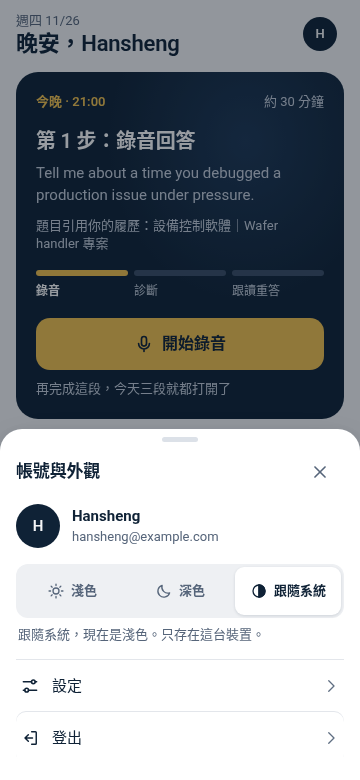 週四 11/26
晚安，Hansheng
H
今晚 · 21:00
約 30 分鐘
第 1 步：錄音回答
Tell me about a time you debugged a
production issue under pressure.
題目引用你的履歷：設備控制軟體｜Wafer
handler 專案
錄音
診斷
跟讀重答
開始錄音
再完成這段，今天三段就都打開了
帳號與外觀
H
Hansheng
hansheng@example.com
淺色
深色
跟隨系統
跟隨系統，現在是淺色。只存在這台裝置。
設定
登出